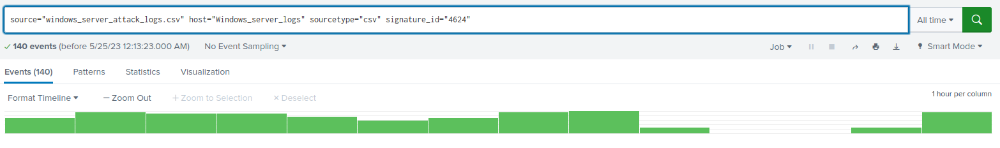 source="windows_server_attack_logs.csv" host="Windows_server_logs" sourcetype="csv" signature_id="4624"
All time
140 events (before 5/25/23 12:13:23.000 AM)
No Event Sampling
Job
Smart Mode
Events (140)
Patterns
Statistics
Visualization
Format Timeline
— Zoom Out
+ Zoom to Selection
× Deselect
1 hour per column